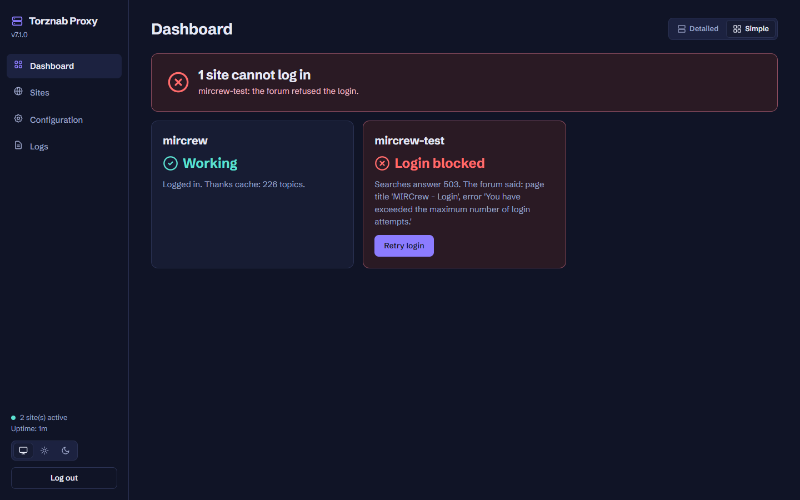 Torznab Proxy
v7.1.0
Dashboard
Sites
Configuration
Logs
2 site(s) active
Uptime: 1m
Log out
Dashboard
Detailed
Simple
1 site cannot log in
mircrew-test: the forum refused the login.
mircrew
Working
Logged in. Thanks cache: 226 topics.
mircrew-test
Login blocked
Searches answer 503. The forum said: page
title 'MIRCrew - Login', error 'You have
exceeded the maximum number of login
attempts.'
Retry login